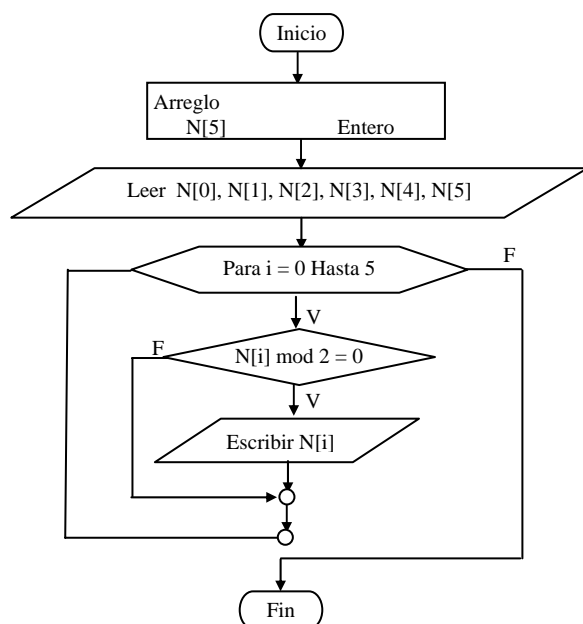 Inicio
Arreglo
N[5] Entero
Leer N[0], N[1], N[2], N[3], N[4], N[5]
Para i = 0 Hasta 5
F
V
F
N[i] mod 2 = 0
V
Escribir N[i]
Fin